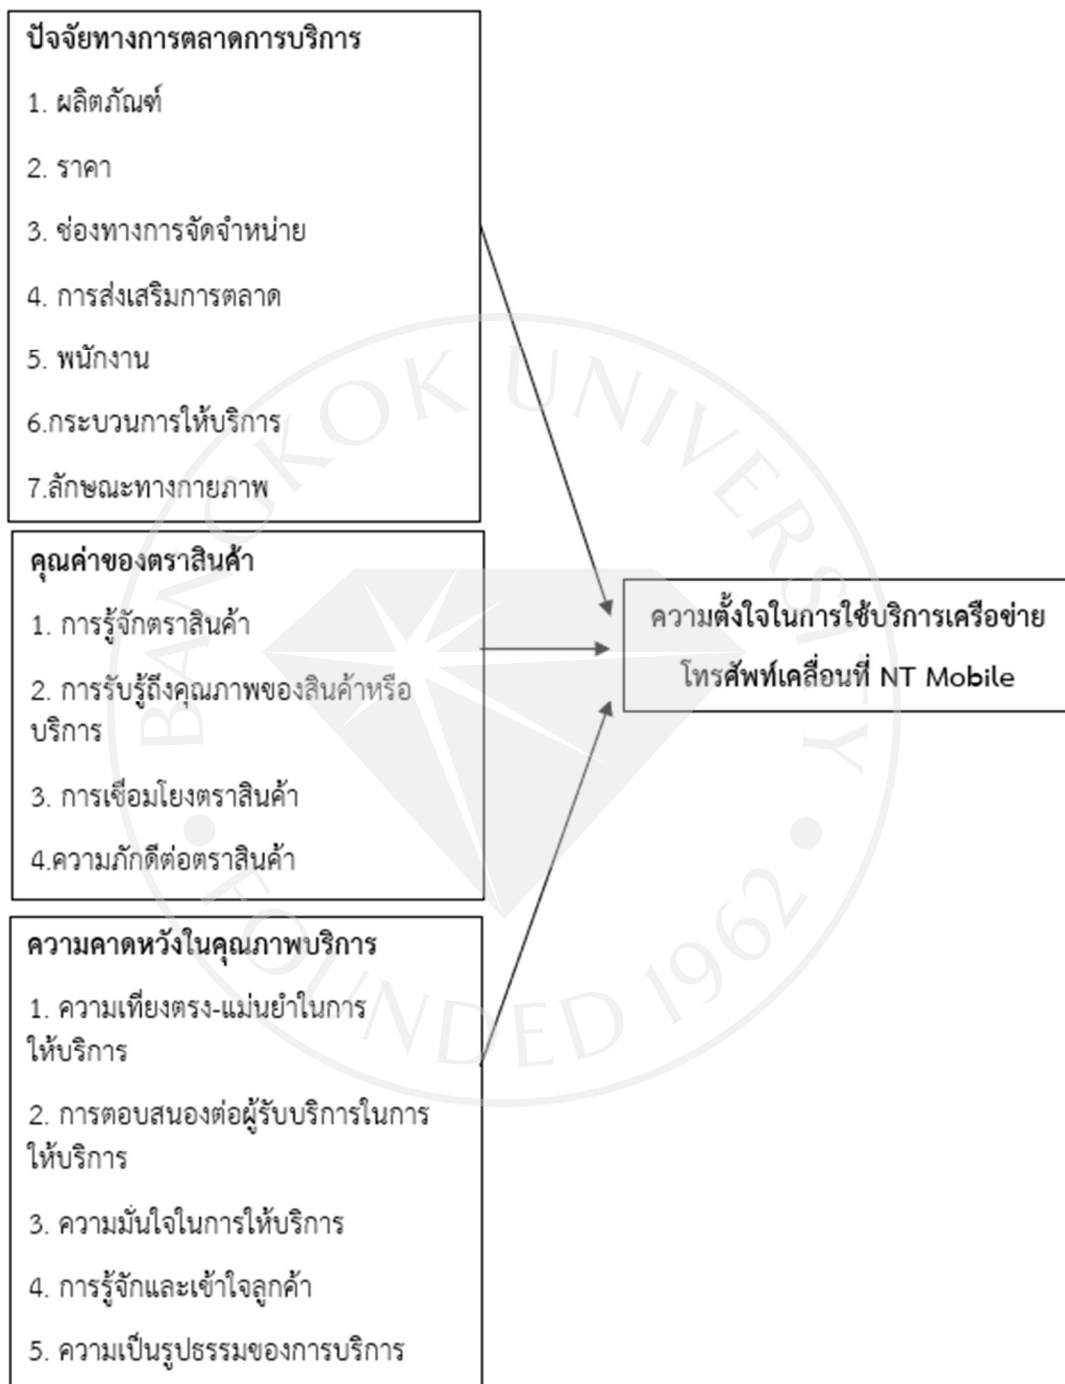 ปัจจัยทางการตลาดการบริการ
1. ผลิตภัณฑ์
2. ราคา
3. ช่องทางการจัดจำหน่าย
4. การส่งเสริมการตลาด
5. พนักงาน
6.กระบวนการให้บริการ
7.ลักษณะทางกายภาพ
คุณค่าของตราสินค้า
1. การรู้จักตราสินค้า
2. การรับรู้ถึงคุณภาพของสินค้าหรือ
บริการ
3. การเชื่อมโยงตราสินค้า
4.ความภักดีต่อตราสินค้า
ความคาดหวังในคุณภาพบริการ
1. ความเที่ยงตรง-แม่นยำในการ
ให้บริการ
2. การตอบสนองต่อผู้รับบริการในการ
ให้บริการ
3. ความมั่นใจในการให้บริการ
4. การรู้จักและเข้าใจลูกค้า
5. ความเป็นรูปธรรมของการบริการ
ความตั้งใจในการใช้บริการเครือข่าย
โทรศัพท์เคลื่อนที่ NT Mobile
BANGKOK UNIVERSITY
FOUNDED 1962